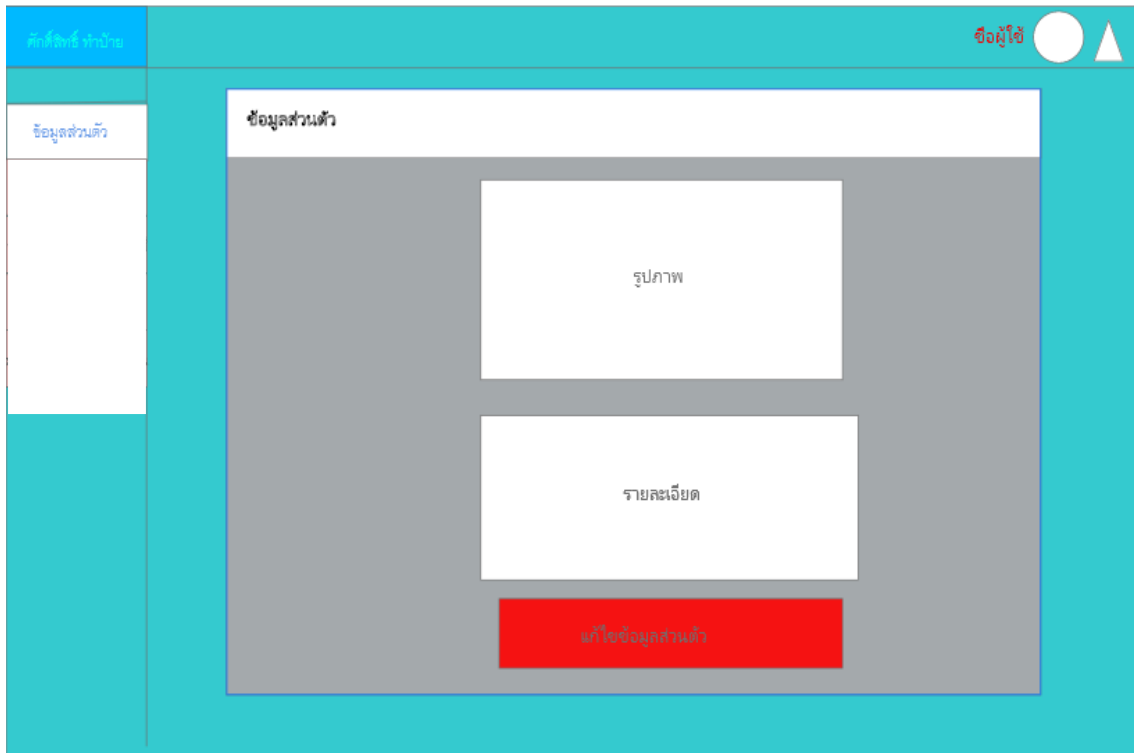 ศักดิ์สิทธิ์ ทำป้าย
ชื่อผู้ใช้
ข้อมูลส่วนตัว
ข้อมูลส่วนตัว
รูปภาพ
รายละเอียด
แก้ไขข้อมูลส่วนตัว